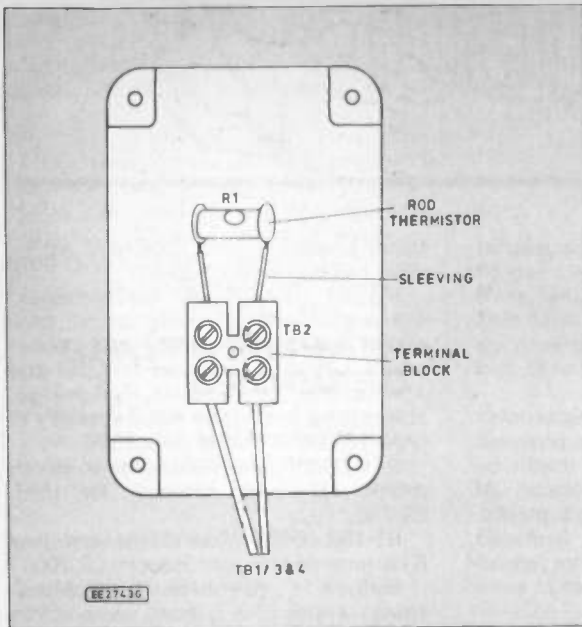 R1
ROD
THERMISTOR
SLEEVING
TB2
TERMINAL
BLOCK
TB1/3&4
EE2743G